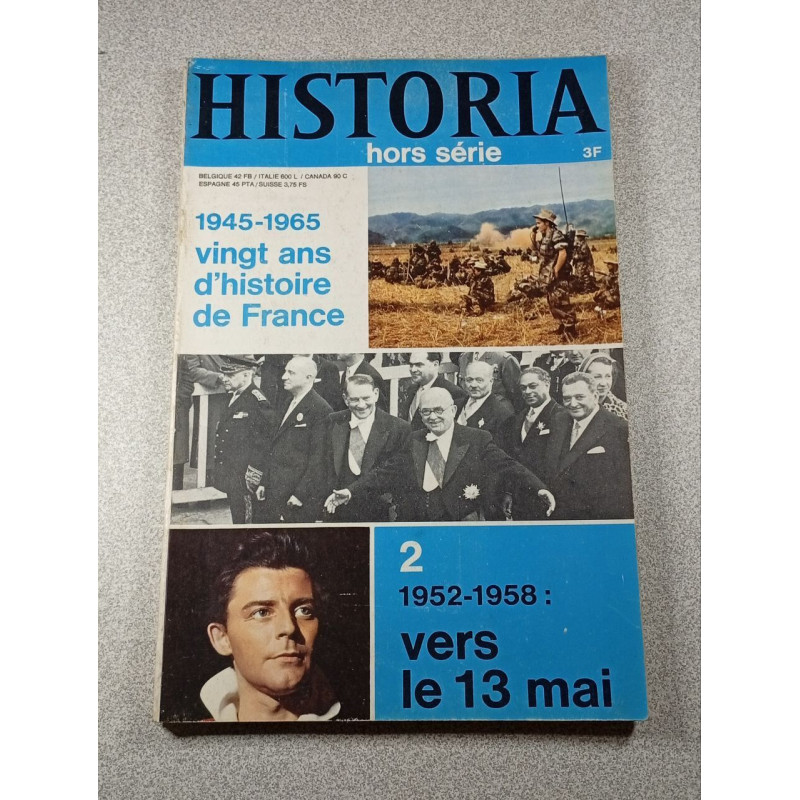 HISTORIA
hors série
3F
BELGIQUE 42 FB / ITALIE 600 L / CANADA 90 C
ESPAGNE 45 PTA / SUISSE 3,75 FS
1945-1965
vingt ans
d'histoire
de France
2
1952-1958 :
vers
le 13 mai